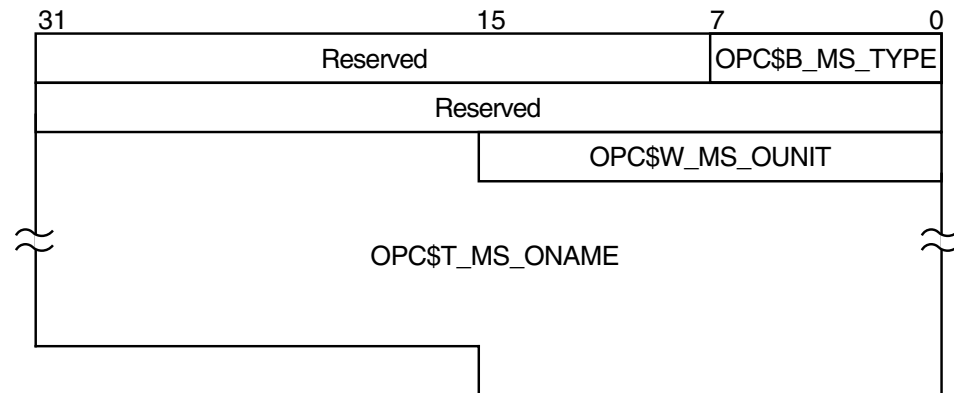 31 15 7 0
Reserved OPC$B_MS_TYPE
Reserved
OPC$W_MS_OUNIT
OPC$T_MS_ONAME